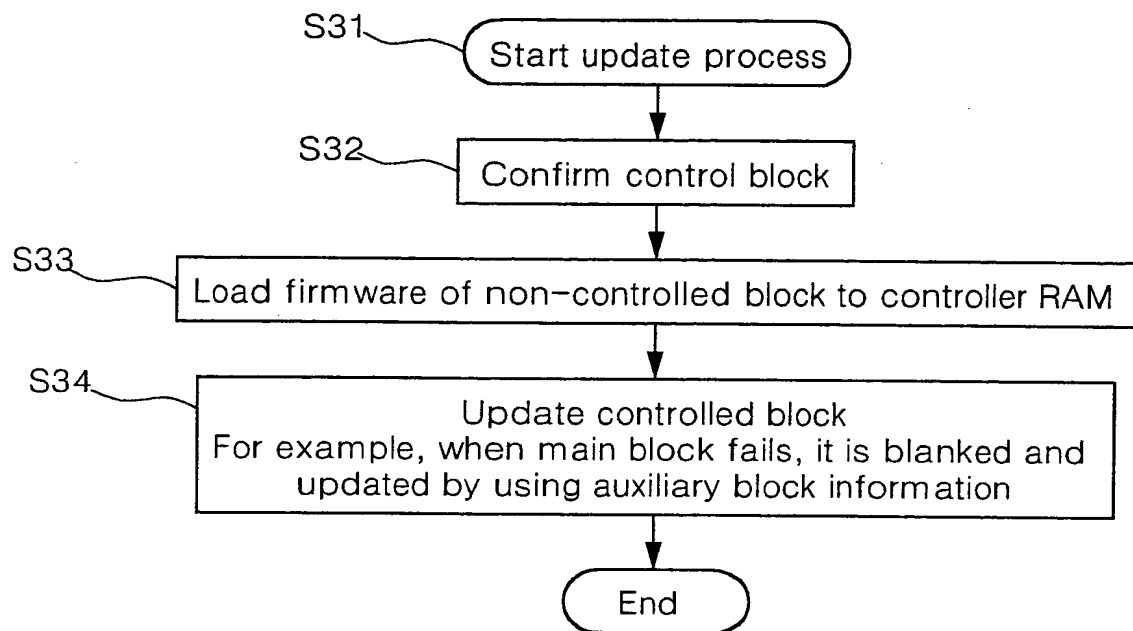 S31
Start update process
S32
Confirm control block
S33
Load firmware of non-controlled block to controller RAM
S34
Update controlled block
For example, when main block fails, it is blanked and
updated by using auxiliary block information
End